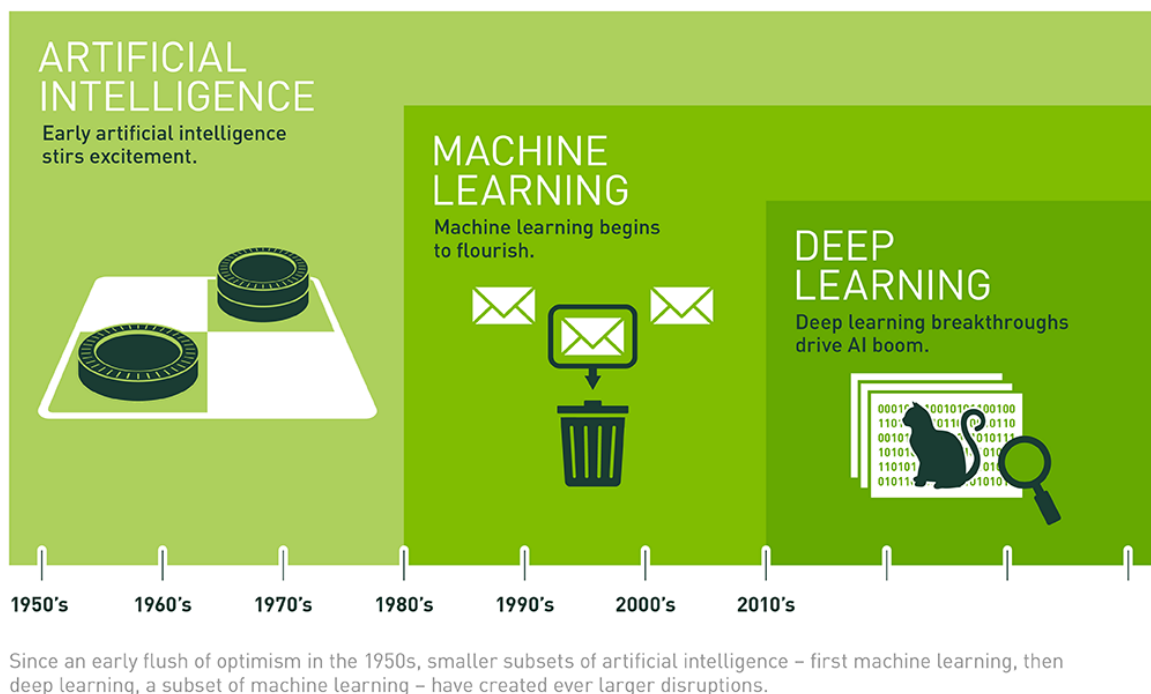 ARTIFICIAL
INTELLIGENCE
Early artificial intelligence
stirs excitement.
MACHINE
LEARNING
Machine learning begins
to flourish.
DEEP
LEARNING
Deep learning breakthroughs
drive AI boom.
1950's 1960's 1970's 1980's 1990's 2000's 2010's
Since an early flush of optimism in the 1950s, smaller subsets of artificial intelligence – first machine learning, then
deep learning, a subset of machine learning – have created ever larger disruptions.